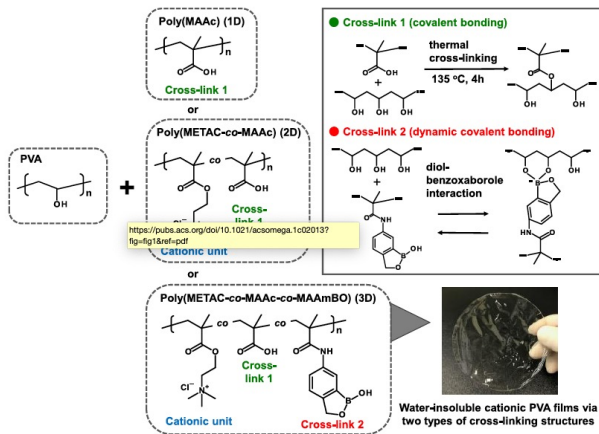 Poly(MAAc) (1D)
n
O
OH
Cross-link 1
or
PVA
OH
n
+
Poly(METAC-co-MAAc) (2D)
co
n
O
O
O
OH
Cross-
link 1
https://pubs.acs.org/doi/10.1021/acsomega.1c02013?
fig=fig1&ref=pdf
Cationic unit
or
Poly(METAC-co-MAAc-co-MAAmBO) (3D)
co
co
n
O
O
O
OH
O
NH
Cross-
link 1
Cl−
N+
B
OH
O
Cationic unit
Cross-link 2
Cross-link 1 (covalent bonding)
O
OH
+
OH OH OH
thermal
cross-linking
135 °C, 4h
O
O
OH OH
Cross-link 2 (dynamic covalent bonding)
OH OH OH
+
O
NH
B
OH
O
diol-
benzoxaborole
interaction
O O OH
B−
O
NH
O
Water-insoluble cationic PVA films via
two types of cross-linking structures